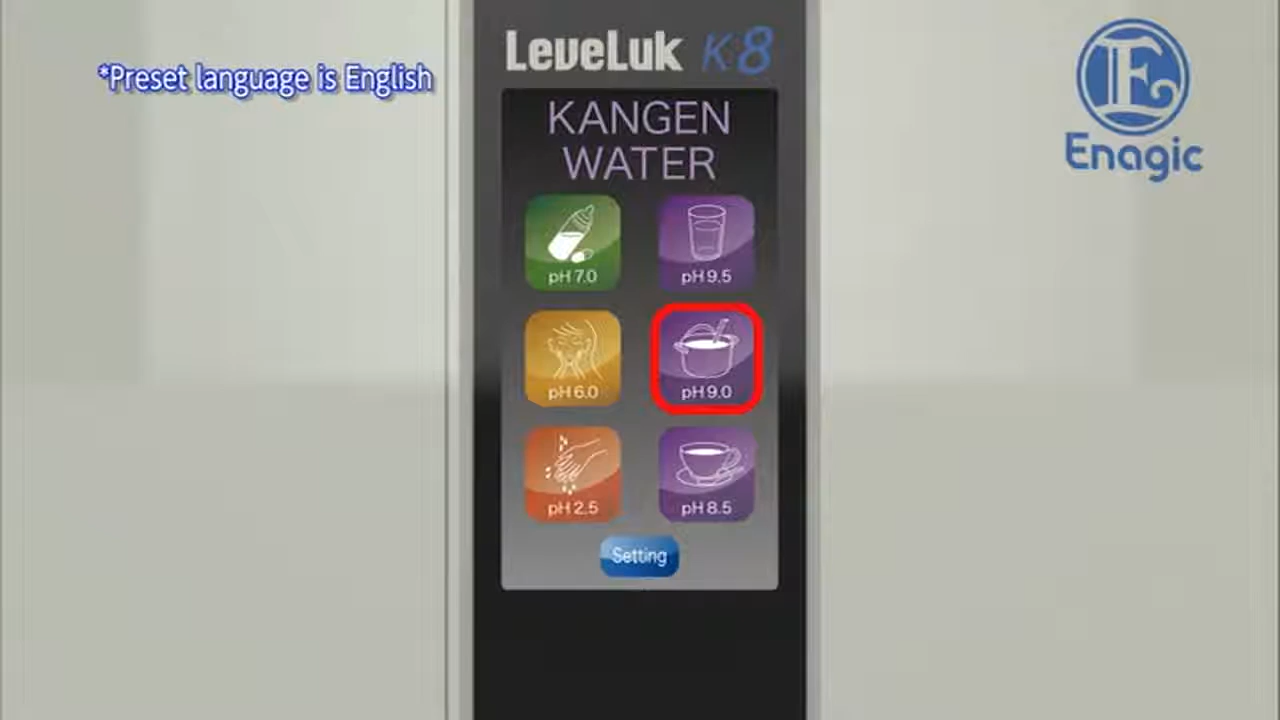 *Preset language is English
LeveLuk K8
Enagic
KANGEN
WATER
pH 7.0
pH 9.5
pH 6.0
pH 9.0
pH 2.5
pH 8.5
Setting